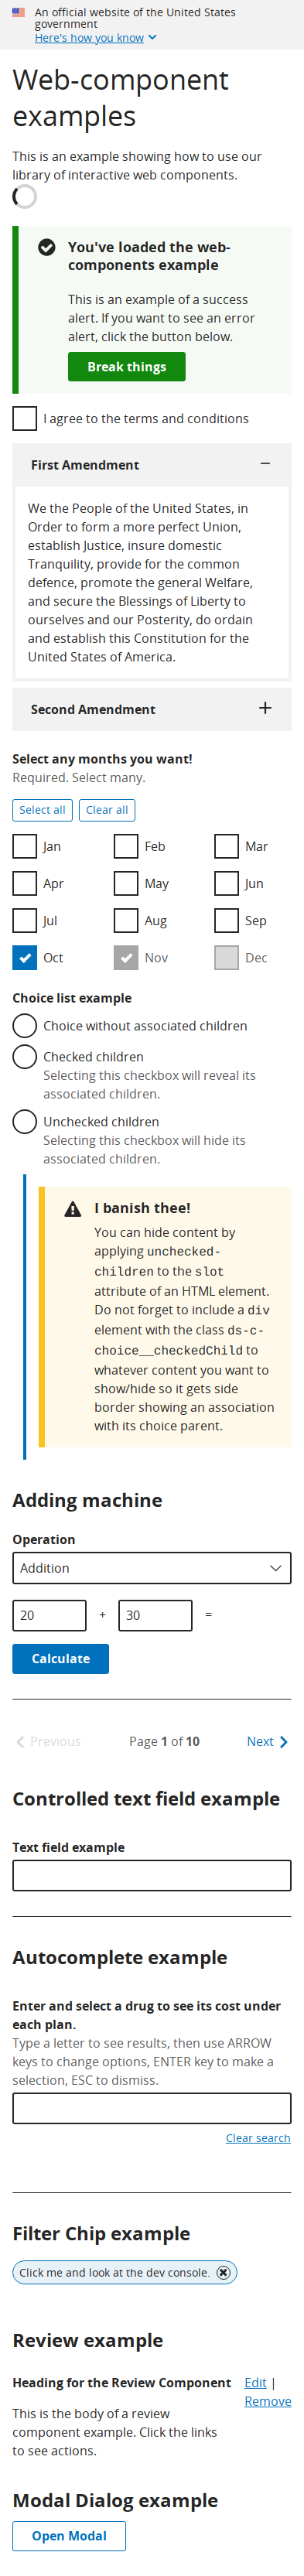 An official website of the United States
government
Here's how you know
Web-component
examples
This is an example showing how to use our
library of interactive web components.
You've loaded the web-
components example
This is an example of a success
alert. If you want to see an error
alert, click the button below.
Break things
I agree to the terms and conditions
First Amendment
We the People of the United States, in
Order to form a more perfect Union,
establish Justice, insure domestic
Tranquility, provide for the common
defence, promote the general Welfare,
and secure the Blessings of Liberty to
ourselves and our Posterity, do ordain
and establish this Constitution for the
United States of America.
Second Amendment
Select any months you want!
Required. Select many.
Select all Clear all
Jan Feb Mar
Apr May Jun
Jul Aug Sep
Oct Nov Dec
Choice list example
Choice without associated children
Checked children
Selecting this checkbox will reveal its
associated children.
Unchecked children
Selecting this checkbox will hide its
associated children.
I banish thee!
You can hide content by
applying unchecked-
children to the slot
attribute of an HTML element.
Do not forget to include a div
element with the class ds-c-
choice__checkedChild to
whatever content you want to
show/hide so it gets side
border showing an association
with its choice parent.
Adding machine
Operation
Addition
20 + 30 =
Calculate
Previous Page 1 of 10 Next
Controlled text field example
Text field example
Autocomplete example
Enter and select a drug to see its cost under
each plan.
Type a letter to see results, then use ARROW
keys to change options, ENTER key to make a
selection, ESC to dismiss.
Clear search
Filter Chip example
Click me and look at the dev console.
Review example
Heading for the Review Component Edit |
Remove
This is the body of a review
component example. Click the links
to see actions.
Modal Dialog example
Open Modal